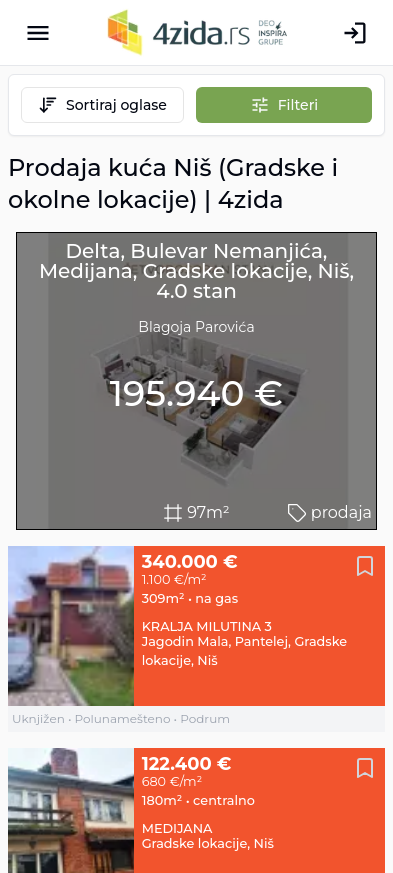 4zida.rs
DEO
INSPIRA
GRUPE
Sortiraj oglase
Filteri
Prodaja kuća Niš (Gradske i
okolne lokacije) | 4zida
Delta, Bulevar Nemanjića,
Medijana, Gradske lokacije, Niš,
4.0 stan
Blagoja Parovića
195.940 €
97m²
prodaja
340.000 €
1.100 €/m²
309m² • na gas
KRALJA MILUTINA 3
Jagodin Mala, Pantelej, Gradske
lokacije, Niš
Uknjižen • Polunamešteno • Podrum
122.400 €
680 €/m²
180m² • centralno
MEDIJANA
Gradske lokacije, Niš